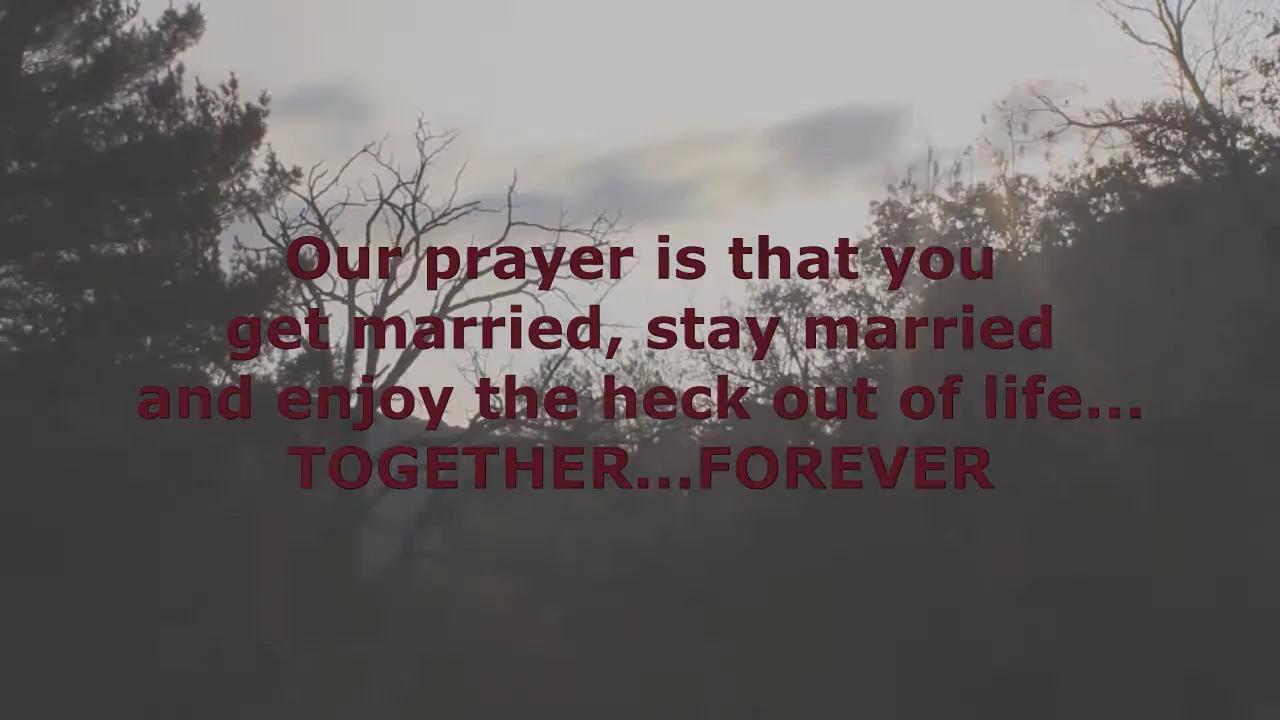 Our prayer is that you
get married, stay married
and enjoy the heck out of life...
TOGETHER...FOREVER